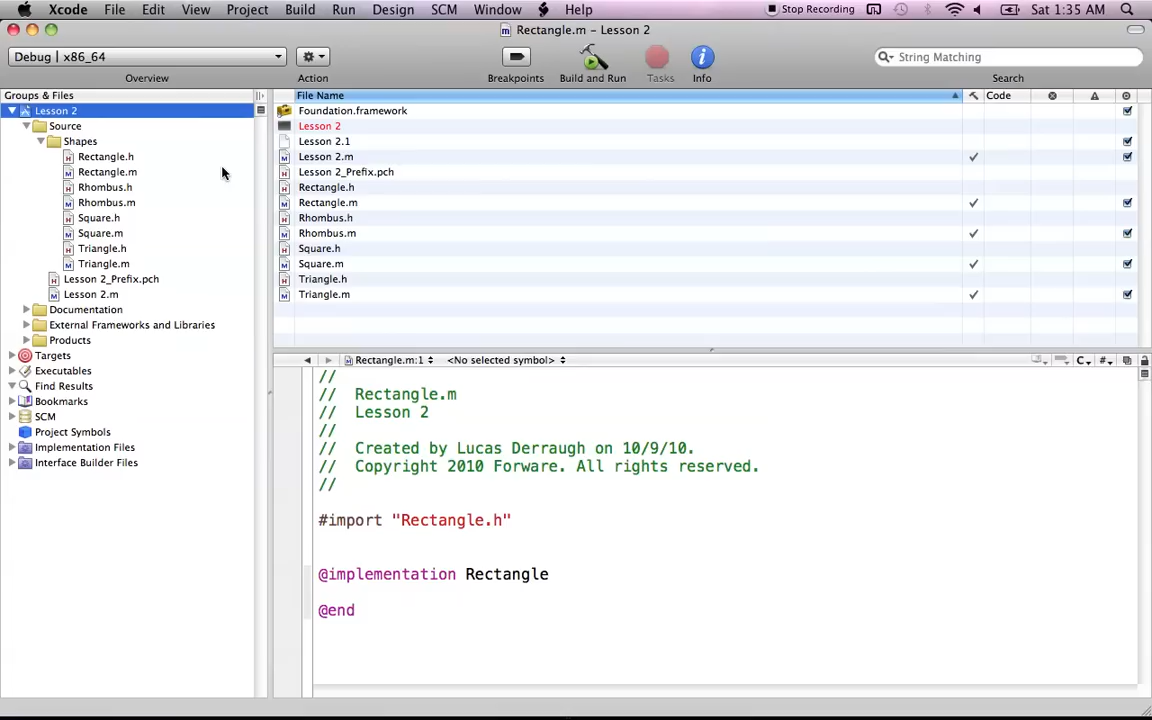 Xcode File Edit View Project Build Run Design SCM Window Help Stop Recording Sat 1:35 AM
Rectangle.m – Lesson 2
Debug | x86_64
String Matching
Overview Action Breakpoints Build and Run Tasks Info Search
Groups & Files
Lesson 2
Source
Shapes
Rectangle.h
Rectangle.m
Rhombus.h
Rhombus.m
Square.h
Square.m
Triangle.h
Triangle.m
Lesson 2_Prefix.pch
Lesson 2.m
Documentation
External Frameworks and Libraries
Products
Targets
Executables
Find Results
Bookmarks
SCM
Project Symbols
Implementation Files
Interface Builder Files
File Name Code
Foundation.framework
Lesson 2
Lesson 2.1
Lesson 2.m
Lesson 2_Prefix.pch
Rectangle.h
Rectangle.m
Rhombus.h
Rhombus.m
Square.h
Square.m
Triangle.h
Triangle.m
Rectangle.m:1 <No selected symbol> C #
//
// Rectangle.m
// Lesson 2
//
// Created by Lucas Derraugh on 10/9/10.
// Copyright 2010 Forware. All rights reserved.
//
#import "Rectangle.h"
@implementation Rectangle
@end